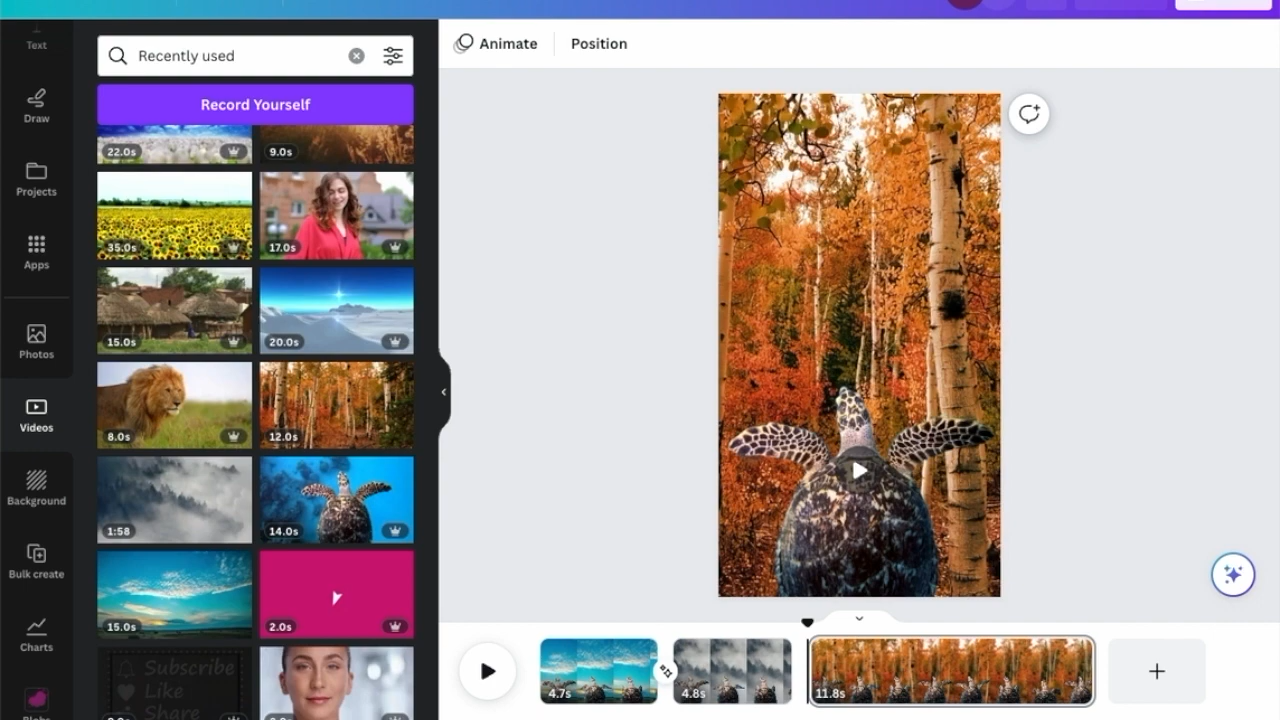 Text
Draw
Projects
Apps
Photos
Videos
Background
Bulk create
Charts
Blobs
Recently used
Record Yourself
22.0s
9.0s
35.0s
17.0s
15.0s
20.0s
8.0s
12.0s
1:58
14.0s
15.0s
2.0s
Subscribe
Like
Share
Animate
Position
4.7s
4.8s
11.8s